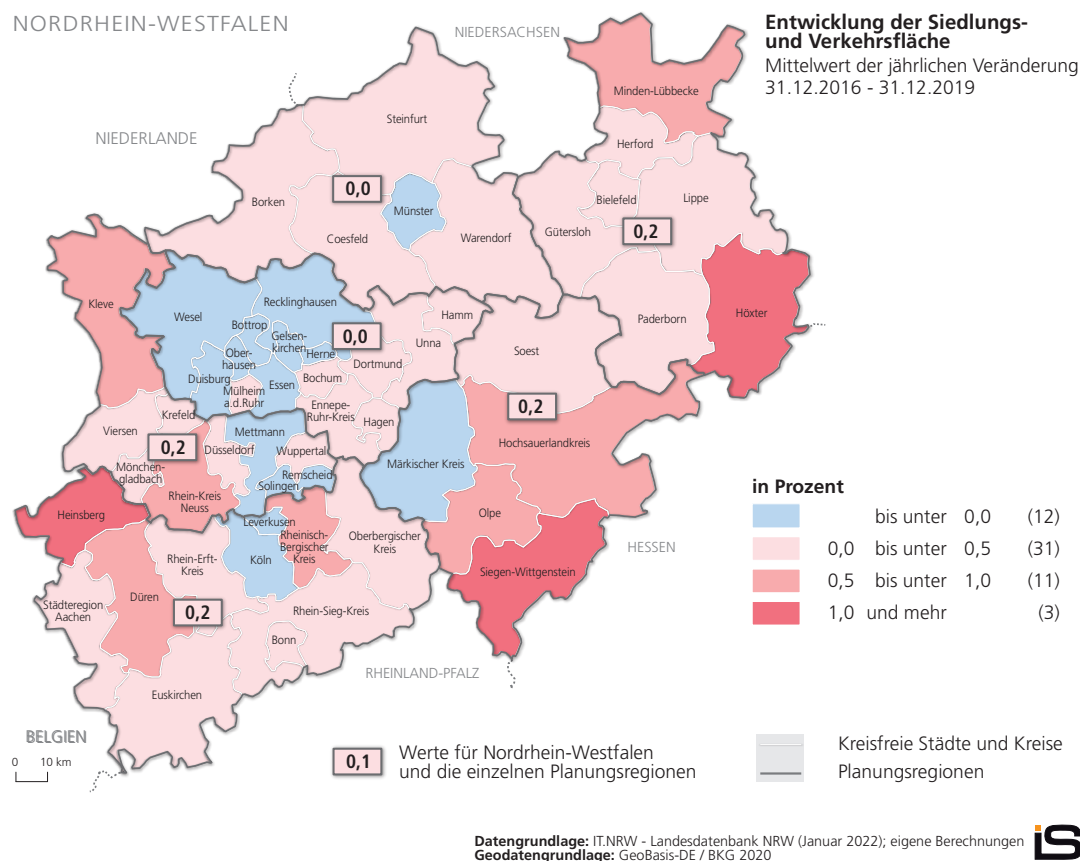 NORDRHEIN-WESTFALEN
NIEDERSACHSEN
Entwicklung der Siedlungs-
und Verkehrsfläche
Mittelwert der jährlichen Veränderung
31.12.2016 - 31.12.2019
Minden-Lübbecke
Steinfurt
NIEDERLANDE
Herford
0,0
Borken
Bielefeld
Lippe
Münster
Gütersloh
0,2
Coesfeld
Warendorf
Kleve
Recklinghausen
Wesel
Bottrop
Hamm
Höxter
Paderborn
Gelsen-
kirchen
0,0
Unna
Ober-
hausen
Herne
Soest
Dortmund
Duisburg
Essen
Bochum
Mülheim
a.d.Ruhr
Ennepe-
Ruhr-Kreis
0,2
Krefeld
Hagen
Viersen
Mettmann
0,2
Düsseldorf
Wuppertal
Hochsauerlandkreis
Mönchen-
gladbach
Märkischer Kreis
Remscheid
Solingen
Rhein-Kreis
Neuss
Heinsberg
Olpe
Leverkusen
Rheinisch-
Bergischer
Kreis
Oberbergischer
Kreis
HESSEN
Rhein-Erft-
Kreis
Köln
Siegen-Wittgenstein
Düren
Städteregion
Aachen
0,2
Rhein-Sieg-Kreis
Bonn
RHEINLAND-PFALZ
Euskirchen
BELGIEN
in Prozent
bis unter 0,0 (12)
0,0 bis unter 0,5 (31)
0,5 bis unter 1,0 (11)
1,0 und mehr (3)
0 10 km
0,1
Werte für Nordrhein-Westfalen
und die einzelnen Planungsregionen
Kreisfreie Städte und Kreise
Planungsregionen
Datengrundlage: IT.NRW - Landesdatenbank NRW (Januar 2022); eigene Berechnungen
Geodatengrundlage: GeoBasis-DE / BKG 2020
iS